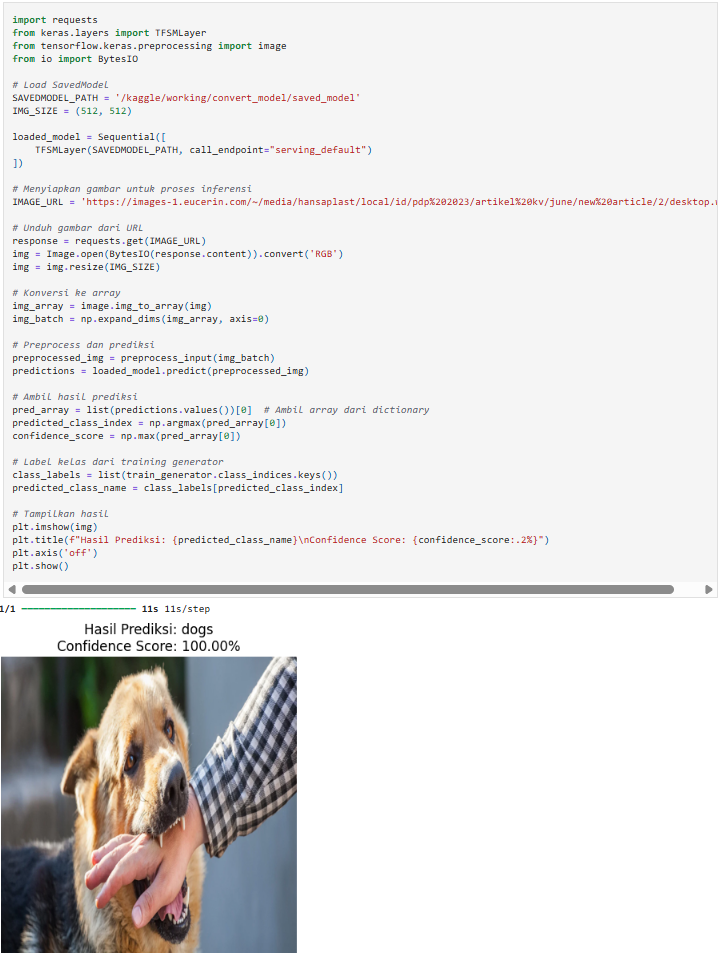 import requests
from keras.layers import TFSMLayer
from tensorflow.keras.preprocessing import image
from io import BytesIO
# Load SavedModel
SAVEDMODEL_PATH = '/kaggle/working/convert_model/saved_model'
IMG_SIZE = (512, 512)
loaded_model = Sequential([
    TFSMLayer(SAVEDMODEL_PATH, call_endpoint="serving_default")
])
# Menyiapkan gambar untuk proses inferensi
IMAGE_URL = 'https://images-1.eucerin.com/~/media/hansaplast/local/id/pdp%202023/artikel%20kv/june/new%20article/2/desktop.
# Unduh gambar dari URL
response = requests.get(IMAGE_URL)
img = Image.open(BytesIO(response.content)).convert('RGB')
img = img.resize(IMG_SIZE)
# Konversi ke array
img_array = image.img_to_array(img)
img_batch = np.expand_dims(img_array, axis=0)
# Preprocess dan prediksi
preprocessed_img = preprocess_input(img_batch)
predictions = loaded_model.predict(preprocessed_img)
# Ambil hasil prediksi
pred_array = list(predictions.values())[0]  # Ambil array dari dictionary
predicted_class_index = np.argmax(pred_array[0])
confidence_score = np.max(pred_array[0])
# Label kelas dari training generator
class_labels = list(train_generator.class_indices.keys())
predicted_class_name = class_labels[predicted_class_index]
# Tampilkan hasil
plt.imshow(img)
plt.title(f"Hasil Prediksi: {predicted_class_name}\nConfidence Score: {confidence_score:.2%}")
plt.axis('off')
plt.show()
1/1 ━━━━━━━━━━━━━━━━━━━━ 11s 11s/step
Hasil Prediksi: dogs
Confidence Score: 100.00%